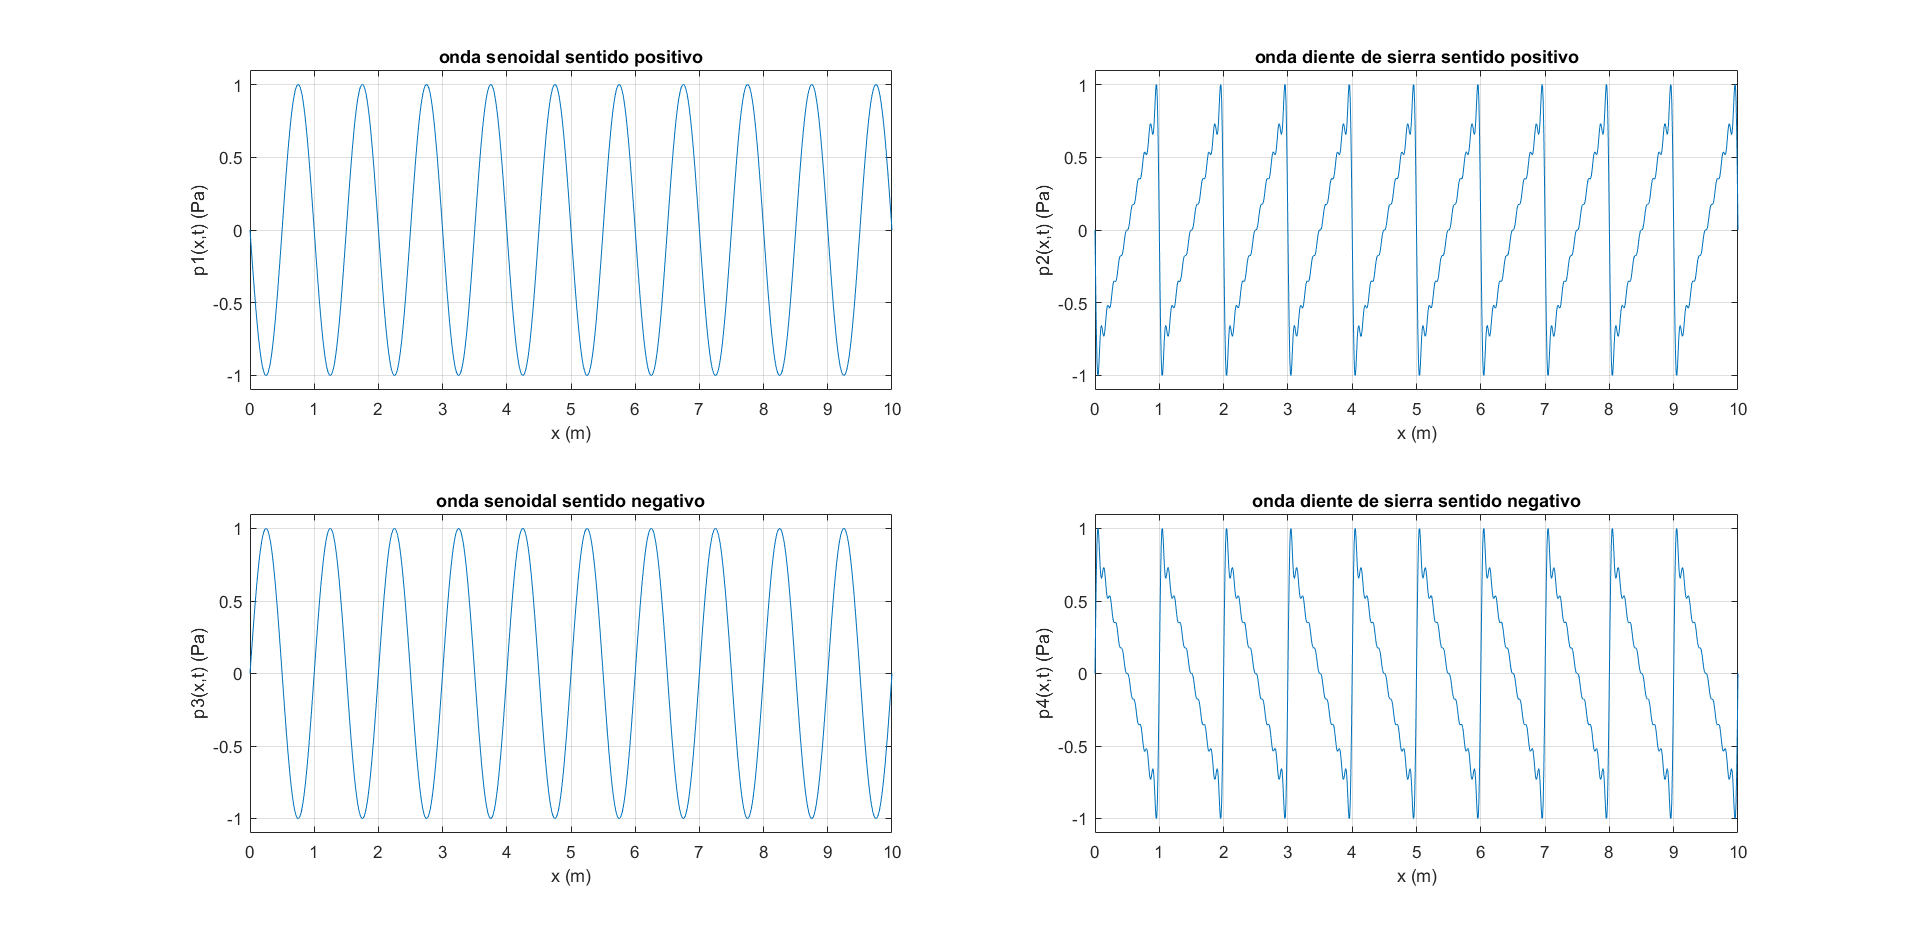 onda senoidal sentido positivo
1
0.5
0
-0.5
-1
p1(x,t) (Pa)
0 1 2 3 4 5 6 7 8 9 10
x (m)
onda diente de sierra sentido positivo
1
0.5
0
-0.5
-1
p2(x,t) (Pa)
0 1 2 3 4 5 6 7 8 9 10
x (m)
onda senoidal sentido negativo
1
0.5
0
-0.5
-1
p3(x,t) (Pa)
0 1 2 3 4 5 6 7 8 9 10
x (m)
onda diente de sierra sentido negativo
1
0.5
0
-0.5
-1
p4(x,t) (Pa)
0 1 2 3 4 5 6 7 8 9 10
x (m)